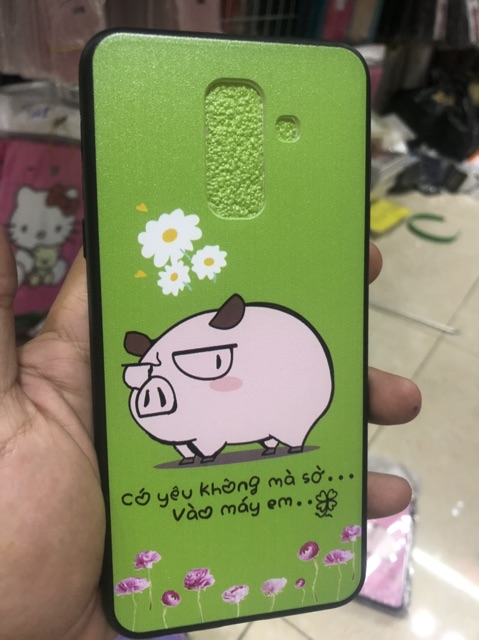 Có yêu không mà sờ...
Vào máy em..